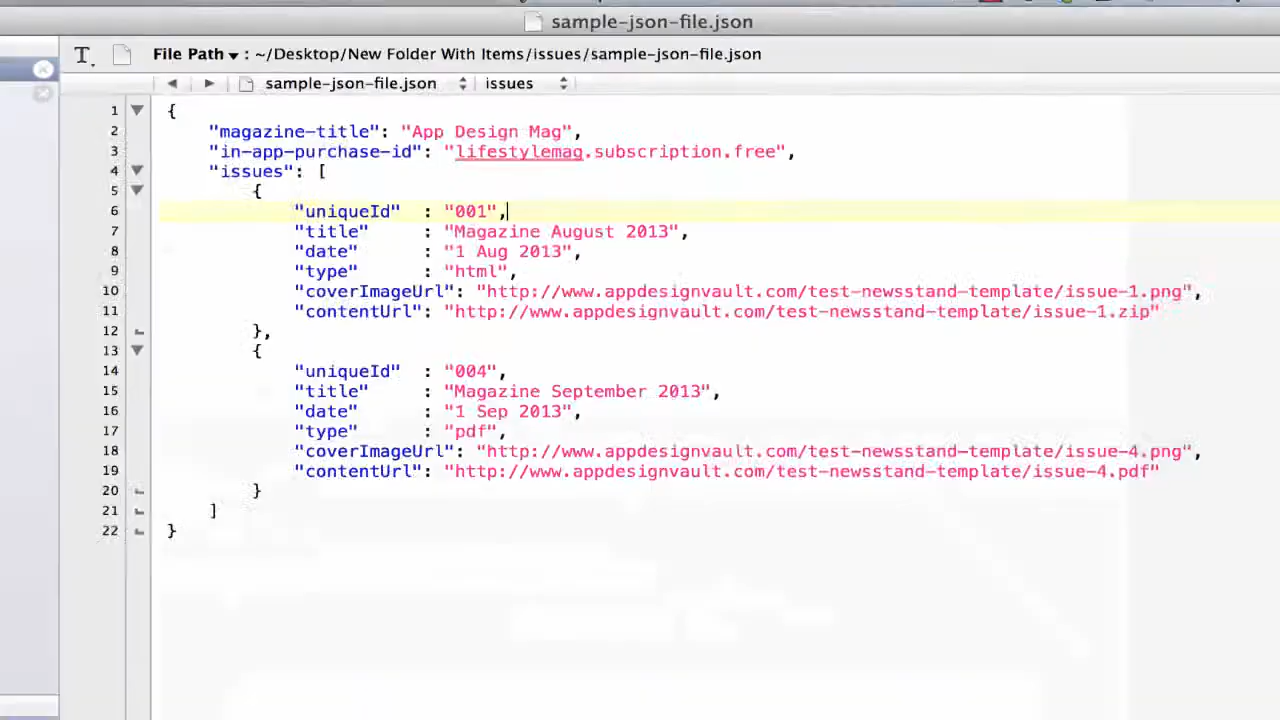 sample-json-file.json
File Path : ~/Desktop/New Folder With Items/issues/sample-json-file.json
sample-json-file.json issues
1 {
2 "magazine-title": "App Design Mag",
3 "in-app-purchase-id": "lifestylemag.subscription.free",
4 "issues": [
5 {
6 "uniqueId" : "001",
7 "title" : "Magazine August 2013",
8 "date" : "1 Aug 2013",
9 "type" : "html",
10 "coverImageUrl": "http://www.appdesignvault.com/test-newsstand-template/issue-1.png",
11 "contentUrl": "http://www.appdesignvault.com/test-newsstand-template/issue-1.zip"
12 },
13 {
14 "uniqueId" : "004",
15 "title" : "Magazine September 2013",
16 "date" : "1 Sep 2013",
17 "type" : "pdf",
18 "coverImageUrl": "http://www.appdesignvault.com/test-newsstand-template/issue-4.png",
19 "contentUrl": "http://www.appdesignvault.com/test-newsstand-template/issue-4.pdf"
20 }
21 ]
22 }